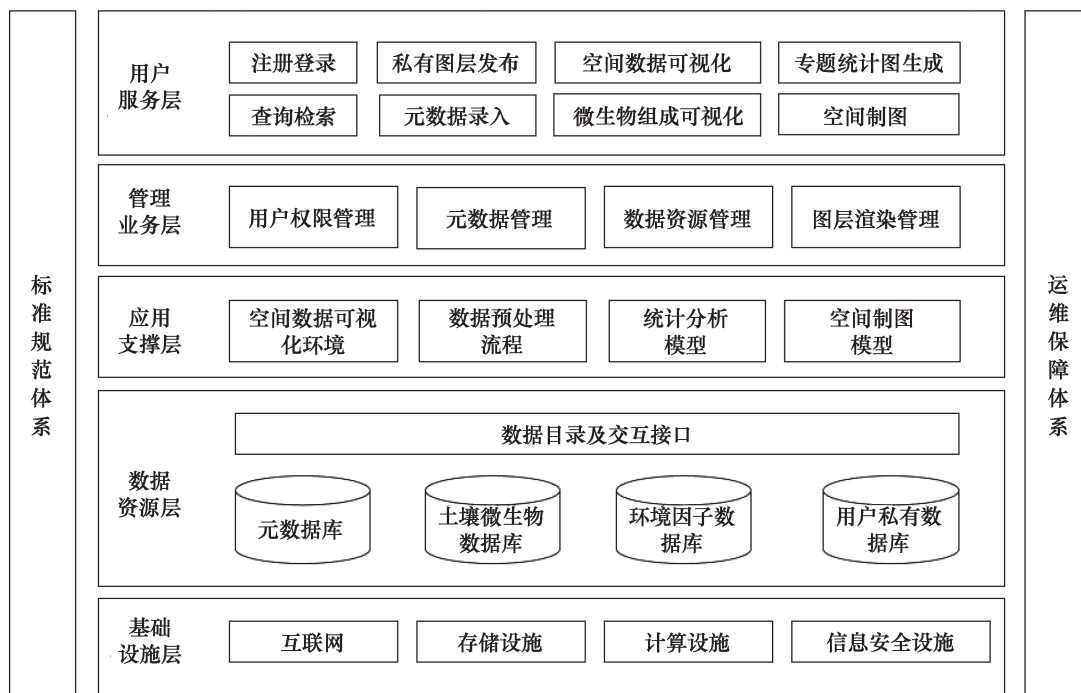 标准规范体系
用户
服务层
注册登录
私有图层发布
空间数据可视化
专题统计图生成
查询检索
元数据录入
微生物组成可视化
空间制图
管理
业务层
用户权限管理
元数据管理
数据资源管理
图层渲染管理
应用
支撑层
空间数据可视
化环境
数据预处理
流程
统计分析
模型
空间制图
模型
数据
资源层
数据目录及交互接口
元数据库
土壤微生物
数据库
环境因子数
据库
用户私有数
据库
基础
设施层
互联网
存储设施
计算设施
信息安全设施
运维保障体系